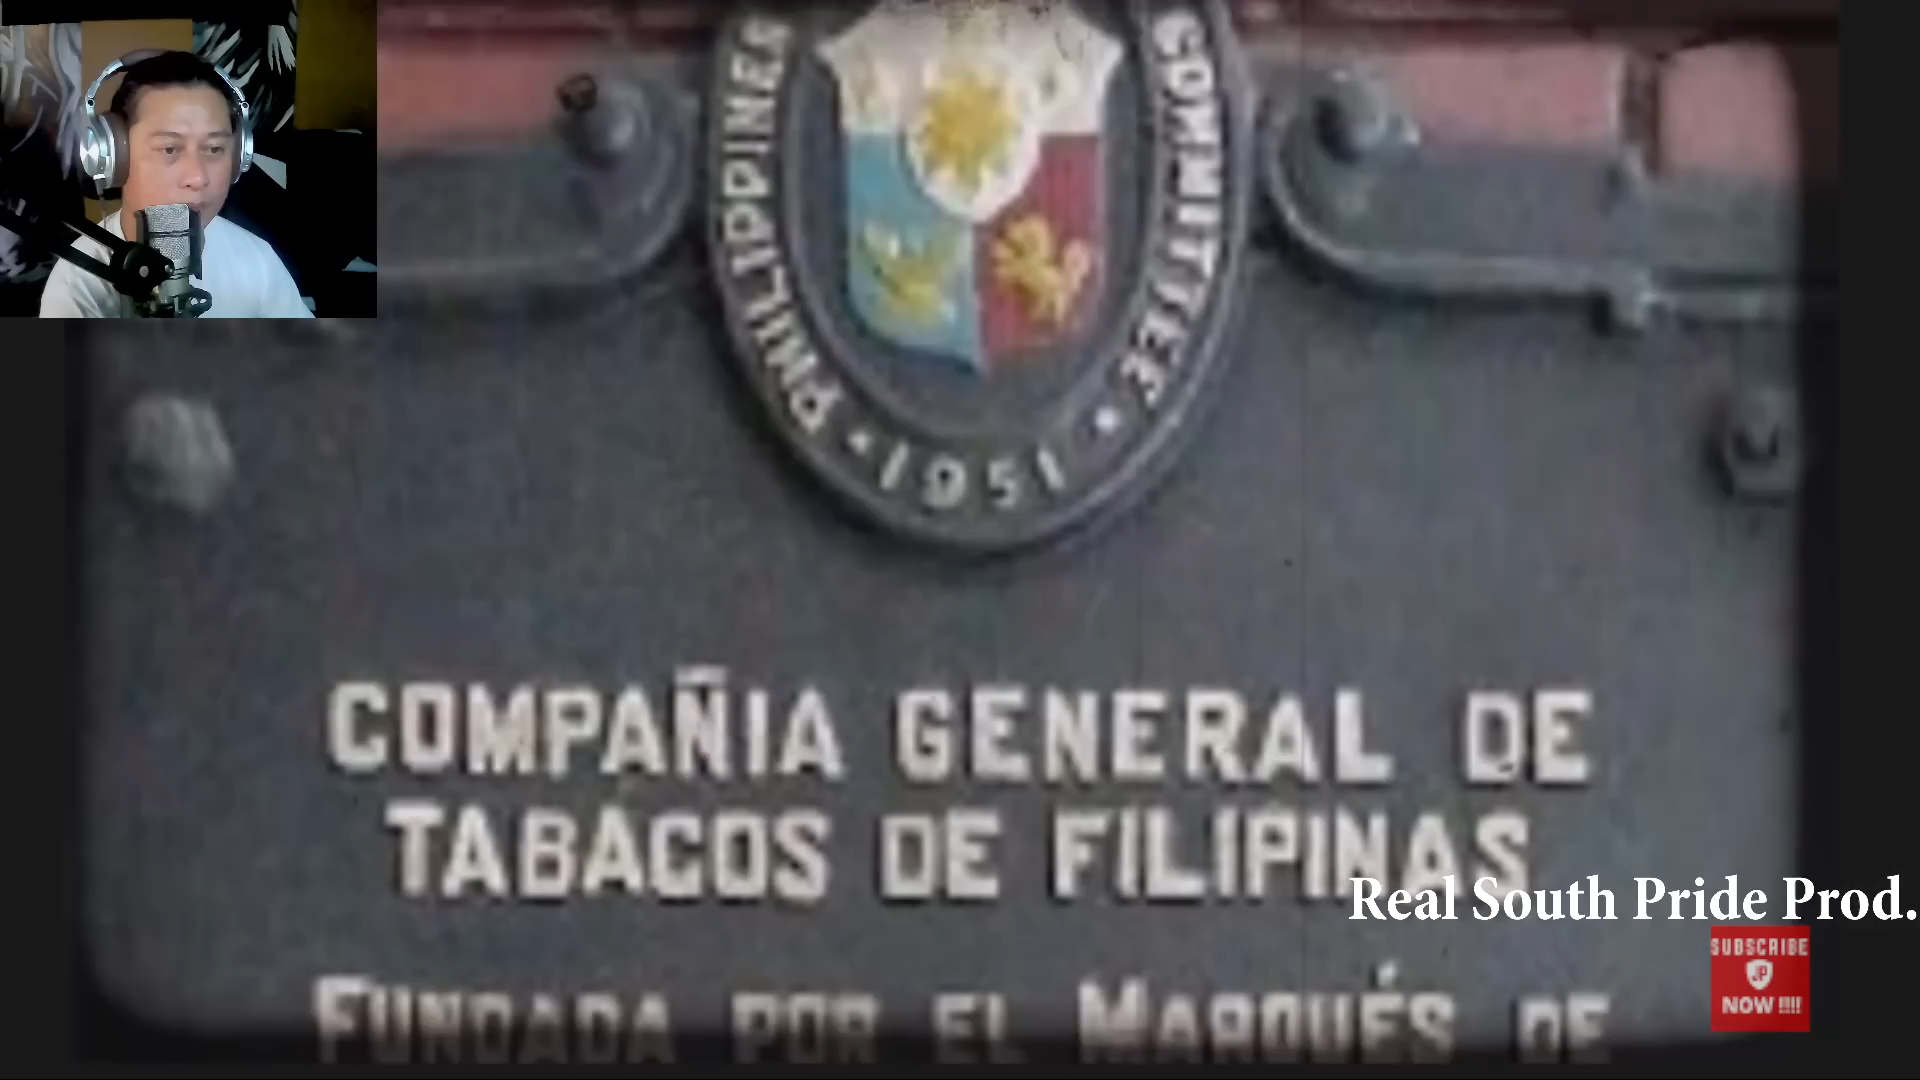 PHILIPPINES
COMMITTEE
• 1951 •
COMPAÑIA GENERAL DE
TABACOS DE FILIPINAS
FUNDADA POR EL MARQUÉS DE
Real South Pride Prod.
SUBSCRIBE
JP
NOW !!!!